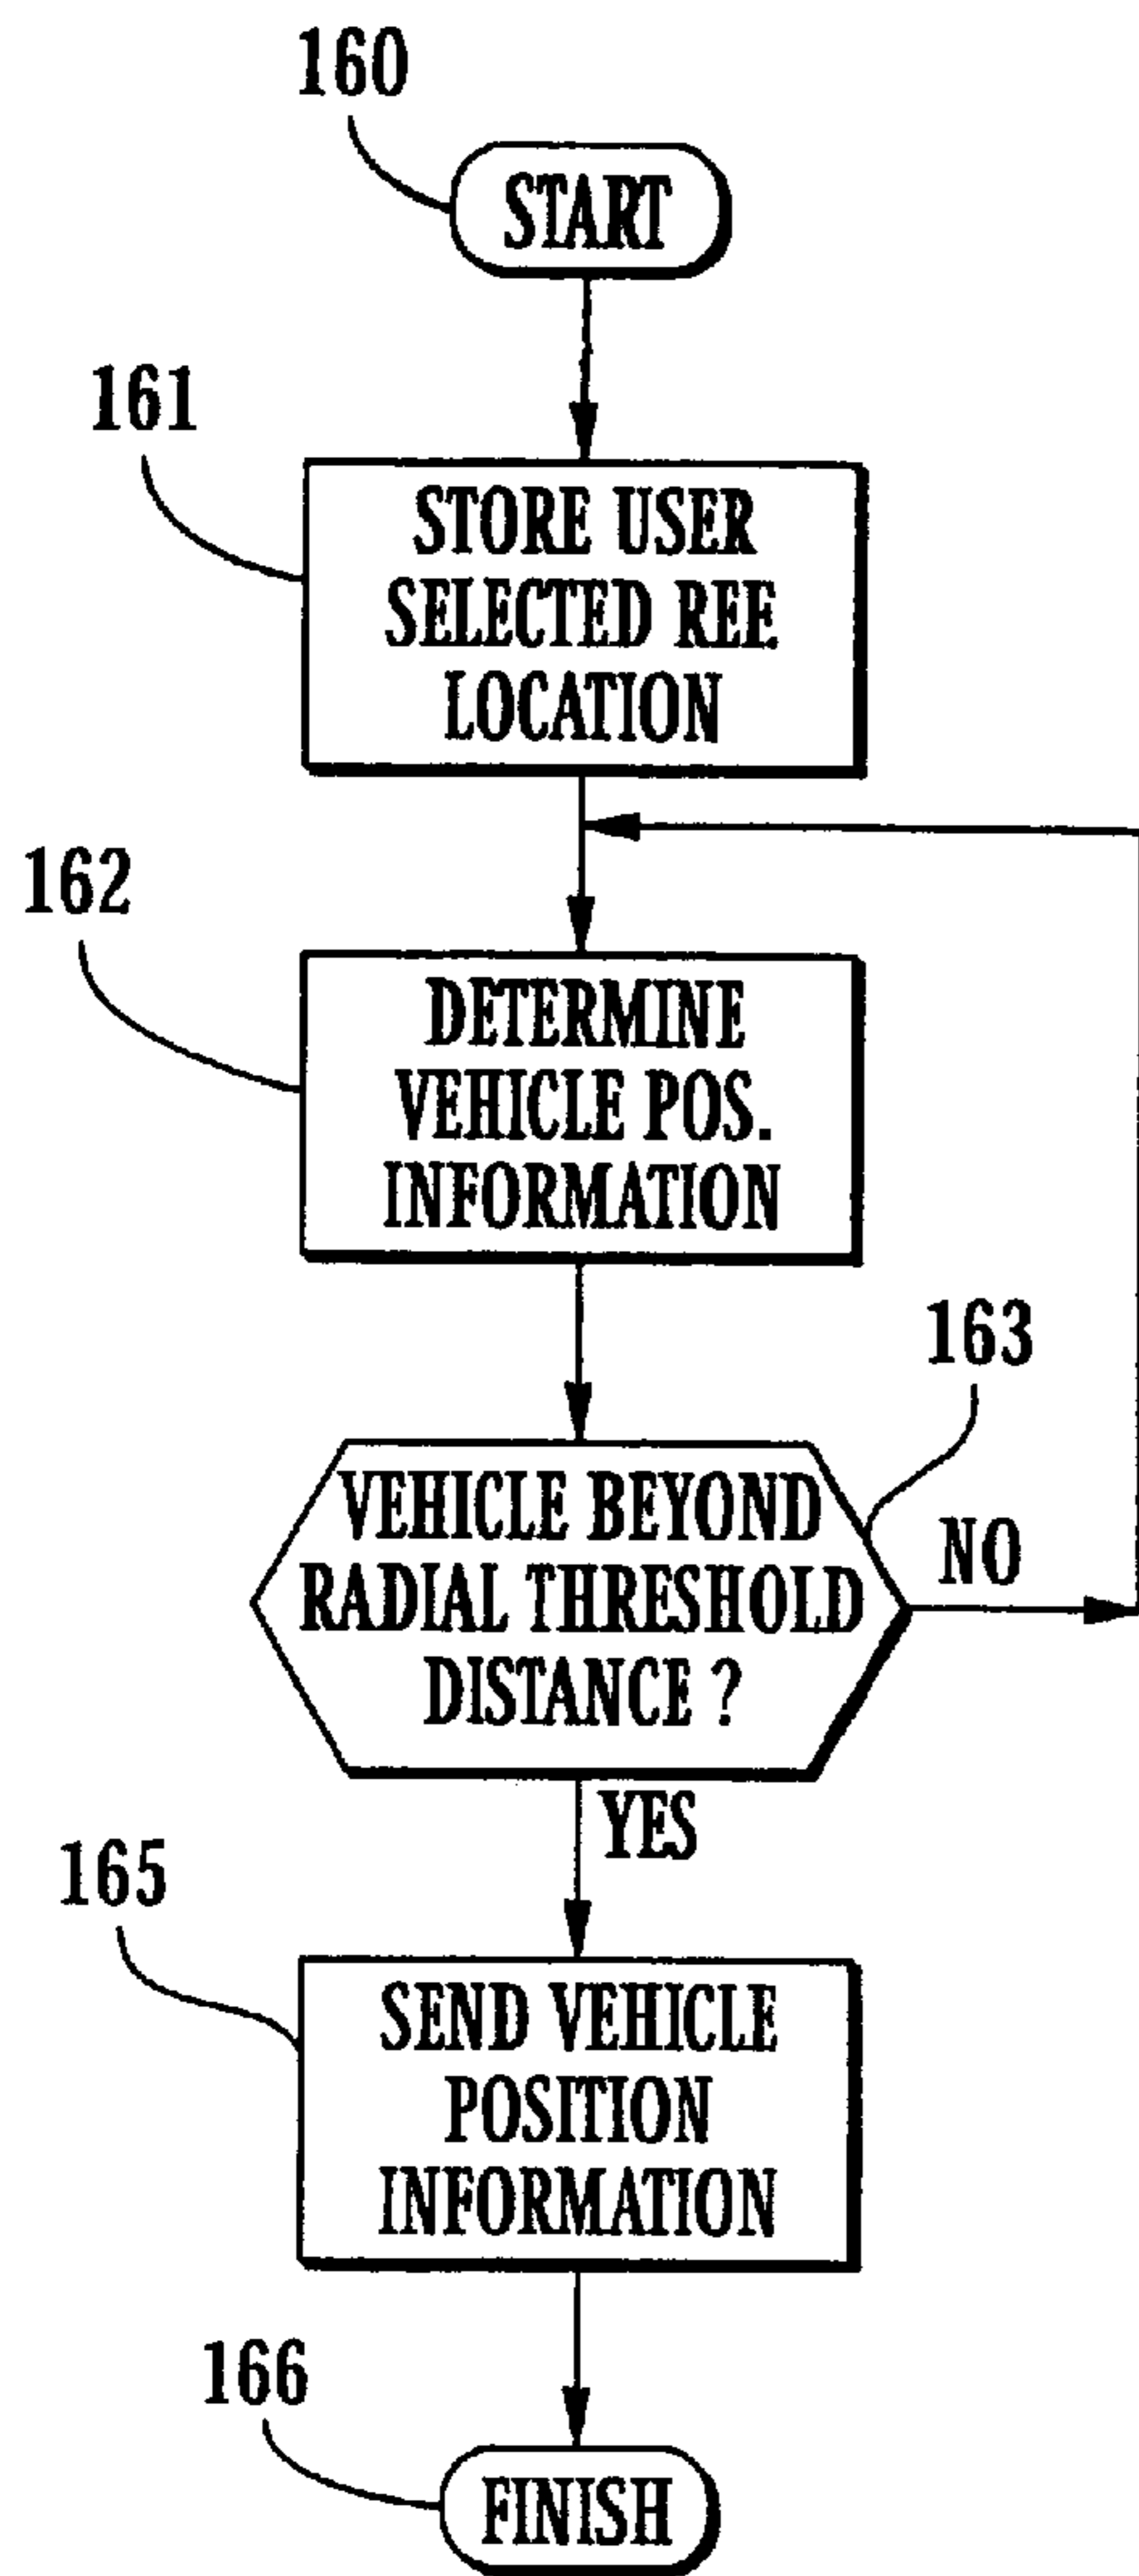 160
START
161
STORE USER
SELECTED REF.
LOCATION
162
DETERMINE
VEHICLE POS.
INFORMATION
163
VEHICLE BEYOND
RADIAL THRESHOLD
DISTANCE ?
NO
YES
165
SEND VEHICLE
POSITION
INFORMATION
166
FINISH